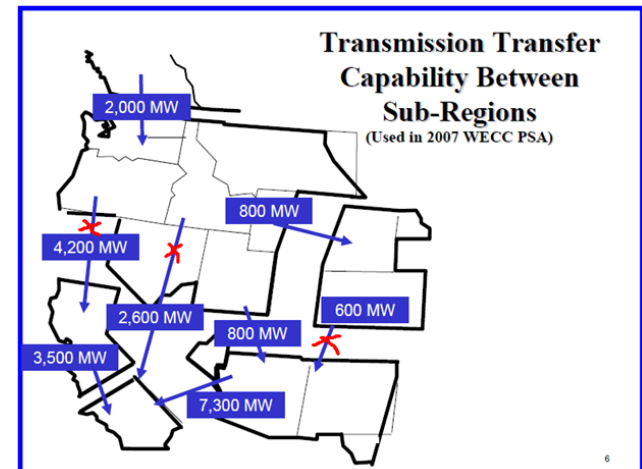 Transmission Transfer
Capability Between
Sub-Regions
(Used in 2007 WECC PSA)
2,000 MW
800 MW
4,200 MW
2,600 MW
800 MW
600 MW
3,500 MW
7,300 MW
6